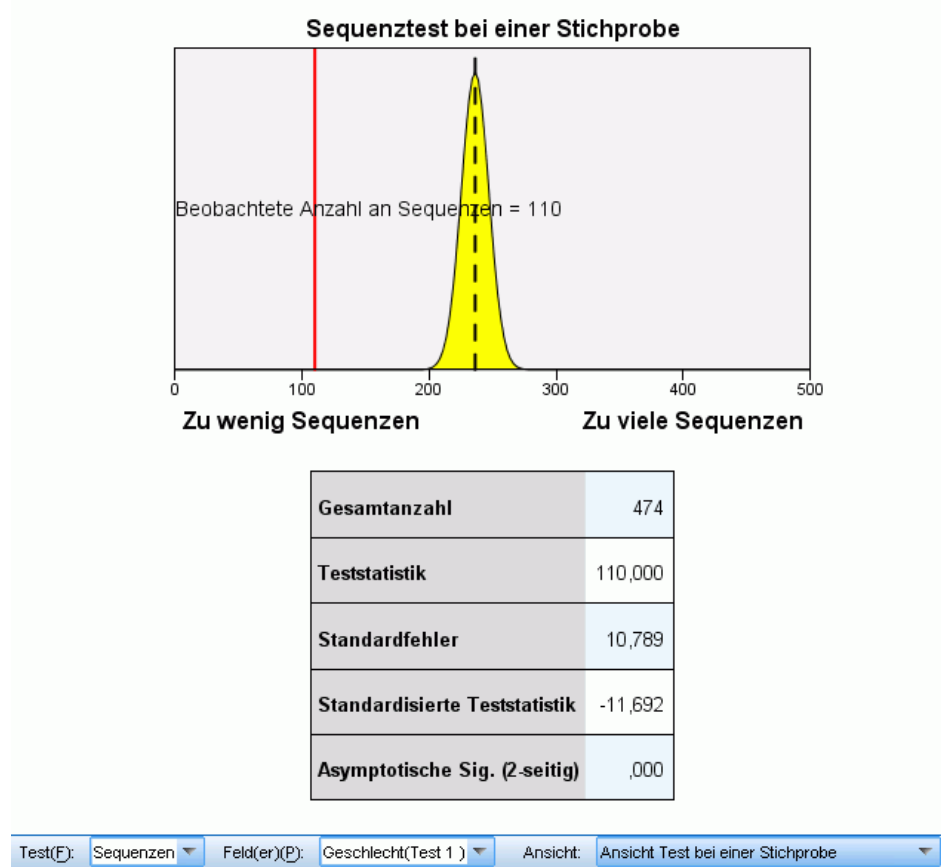 Sequenztest bei einer Stichprobe
Beobachtete Anzahl an Sequenzen = 110
0 100 200 300 400 500
Zu wenig Sequenzen Zu viele Sequenzen
Gesamtanzahl 474
Teststatistik 110,000
Standardfehler 10,789
Standardisierte Teststatistik -11,692
Asymptotische Sig. (2-seitig) ,000
Test(F): Sequenzen Feld(er)(P): Geschlecht(Test 1 ) Ansicht: Ansicht Test bei einer Stichprobe